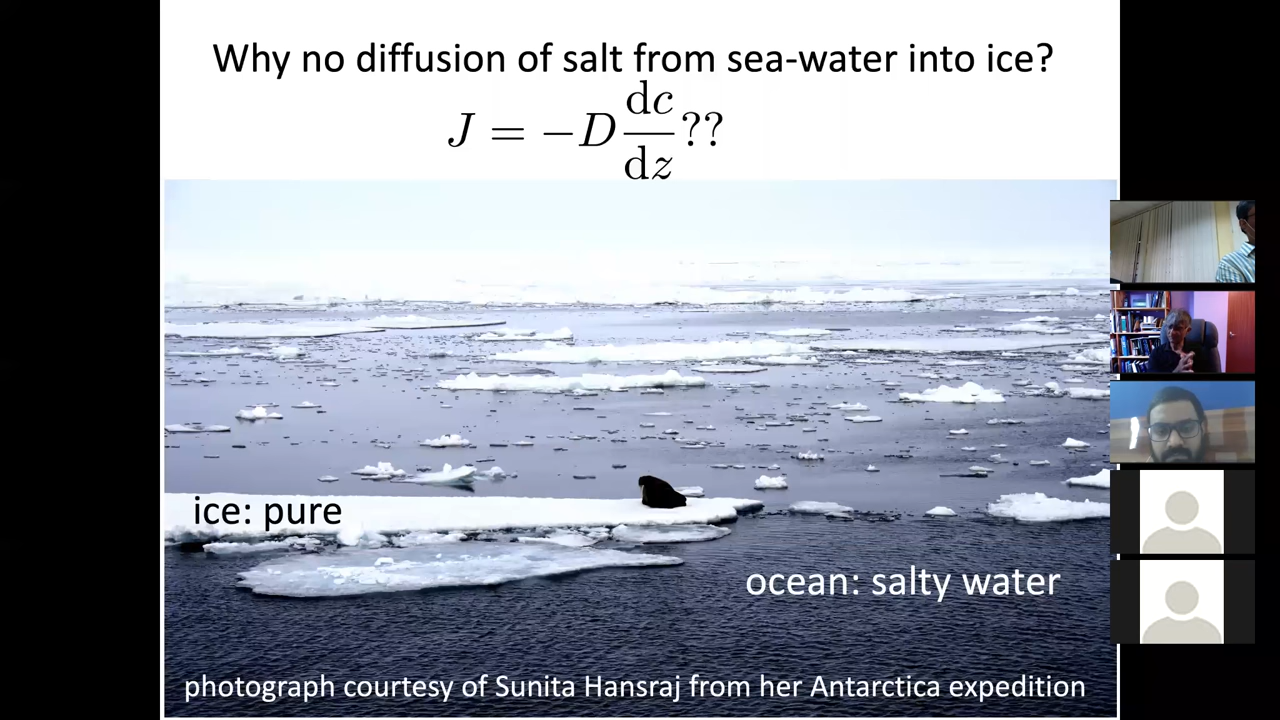 Why no diffusion of salt from sea-water into ice?
J = −D dc/dz ??
ice: pure
ocean: salty water
photograph courtesy of Sunita Hansraj from her Antarctica expedition